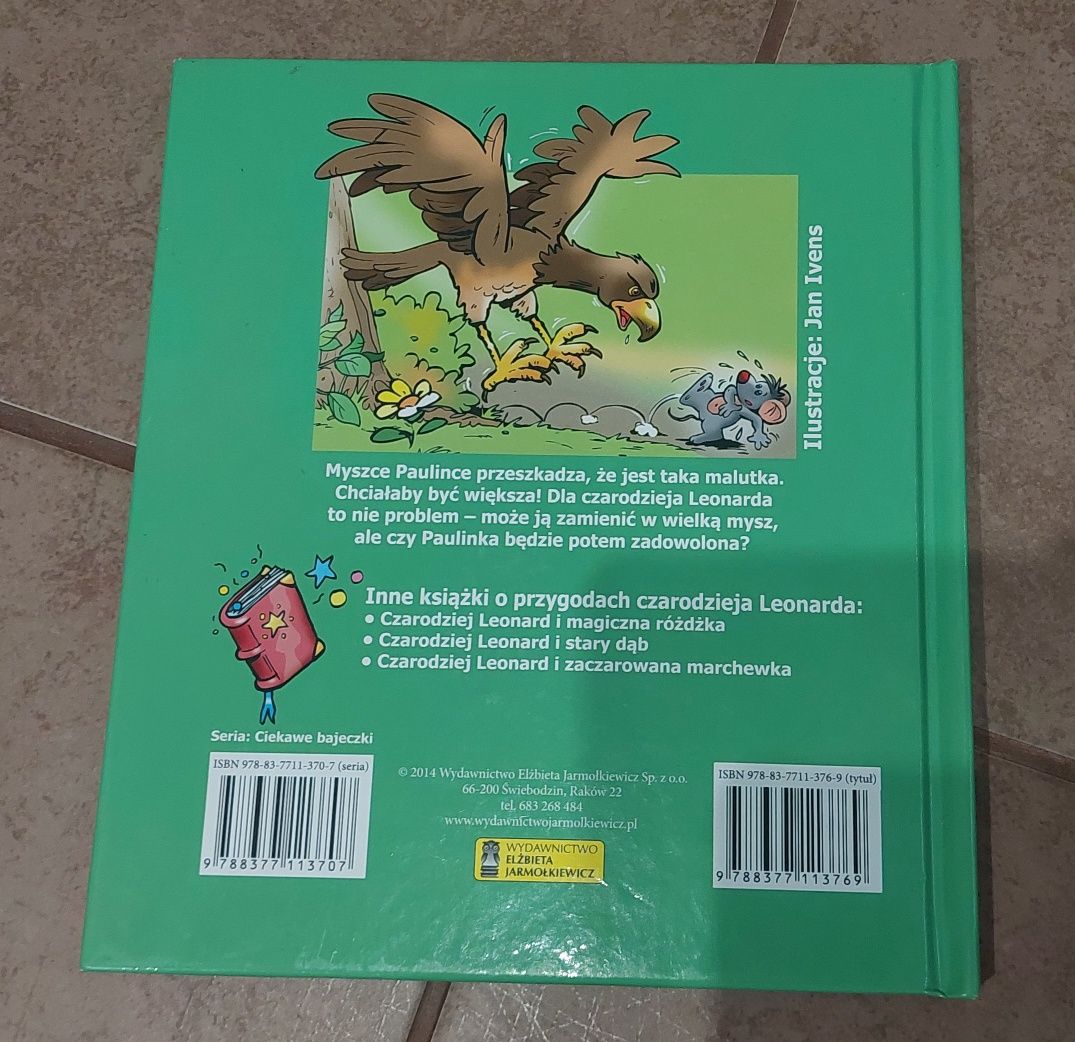 Ilustracje: Jan Ivens
Myszce Paulince przeszkadza, że jest taka malutka.
Chciałaby być większa! Dla czarodzieja Leonarda
to nie problem – może ją zamienić w wielką mysz,
ale czy Paulinka będzie potem zadowolona?
Inne książki o przygodach czarodzieja Leonarda:
• Czarodziej Leonard i magiczna różdżka
• Czarodziej Leonard i stary dąb
• Czarodziej Leonard i zaczarowana marchewka
Seria: Ciekawe bajeczki
ISBN 978-83-7711-370-7 (seria)
9 788377 113707
© 2014 Wydawnictwo Elżbieta Jarmolkiewicz Sp. z o.o.
66-200 Świebodzin, Raków 22
tel. 683 268 484
www.wydawnictwojarmolkiewicz.pl
WYDAWNICTWO
ELŻBIETA
JARMOŁKIEWICZ
ISBN 978-83-7711-376-9 (tytuł)
9 788377 113769